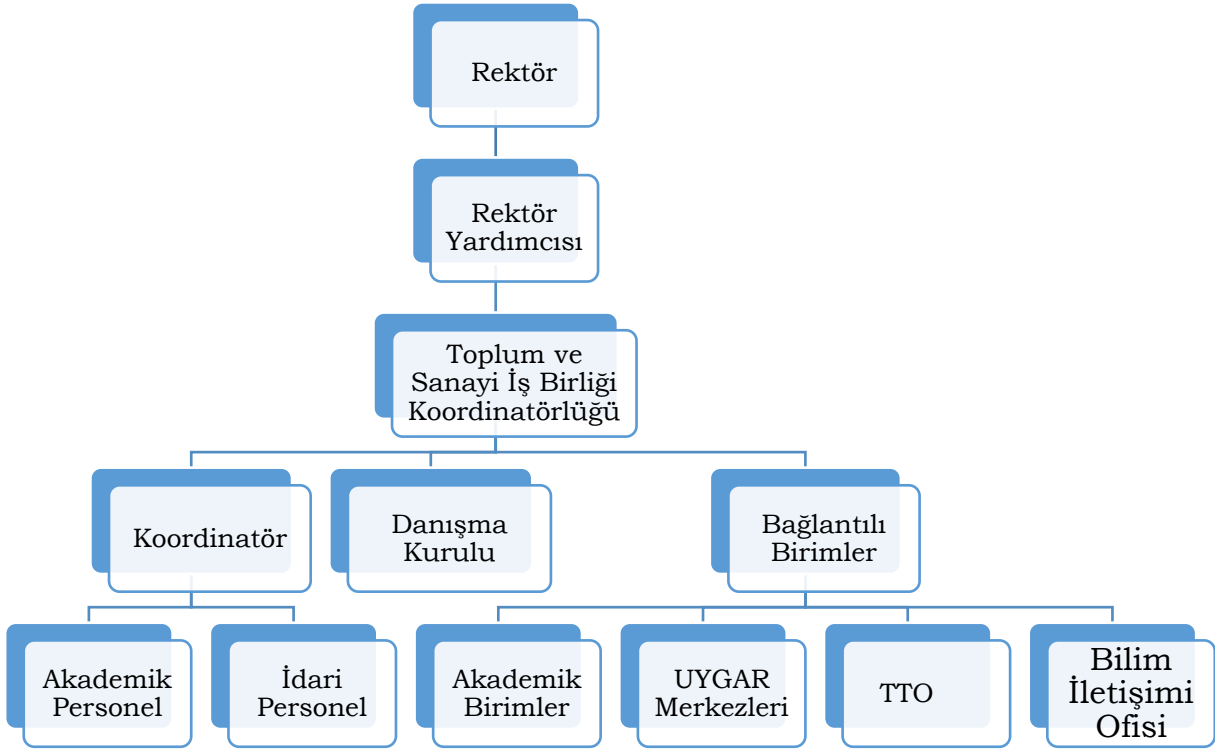 Rektör
Rektör
Yardımcısı
Toplum ve
Sanayi İş Birliği
Koordinatörlüğü
Koordinatör
Danışma
Kurulu
Bağlantılı
Birimler
Akademik
Personel
İdari
Personel
Akademik
Birimler
UYGAR
Merkezleri
TTO
Bilim
İletişimi
Ofisi